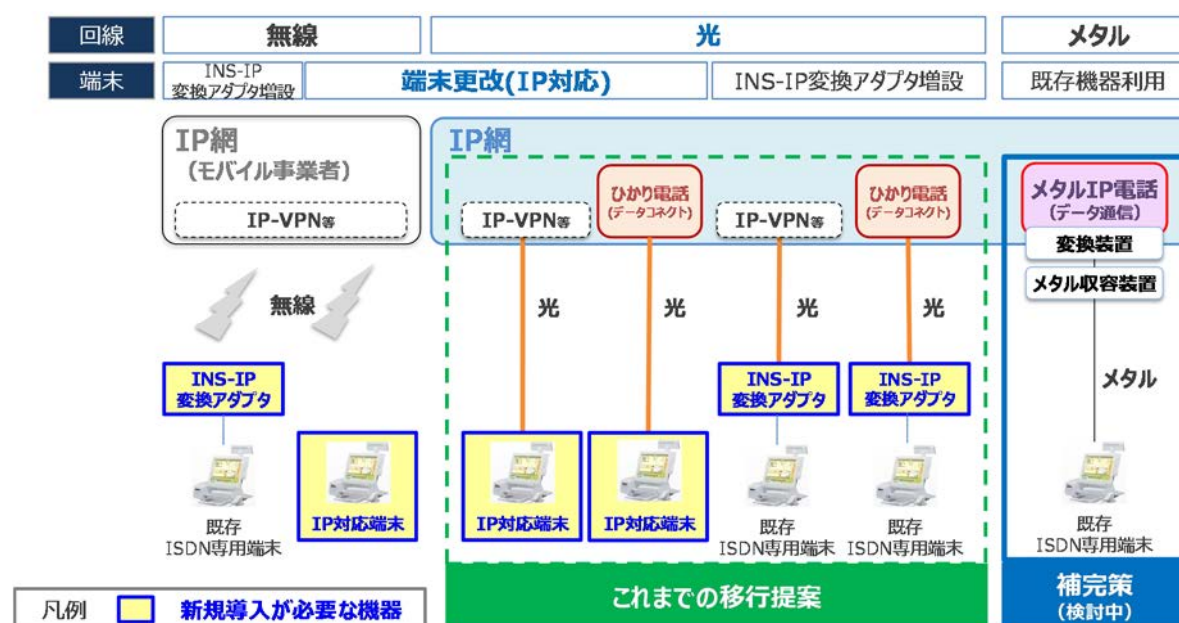 回線
無線
光
メタル
端末
INS-IP
変換アダプタ増設
端末更改(IP対応)
INS-IP変換アダプタ増設
既存機器利用
IP網
(モバイル事業者)
IP-VPN等
IP網
IP-VPN等
ひかり電話
(データコネクト)
IP-VPN等
ひかり電話
(データコネクト)
メタルIP電話
(データ通信)
変換装置
メタル収容装置
無線
光
光
光
光
メタル
INS-IP
変換アダプタ
INS-IP
変換アダプタ
INS-IP
変換アダプタ
既存
ISDN専用端末
IP対応端末
IP対応端末
IP対応端末
既存
ISDN専用端末
既存
ISDN専用端末
既存
ISDN専用端末
凡例
新規導入が必要な機器
これまでの移行提案
補完策
(検討中)